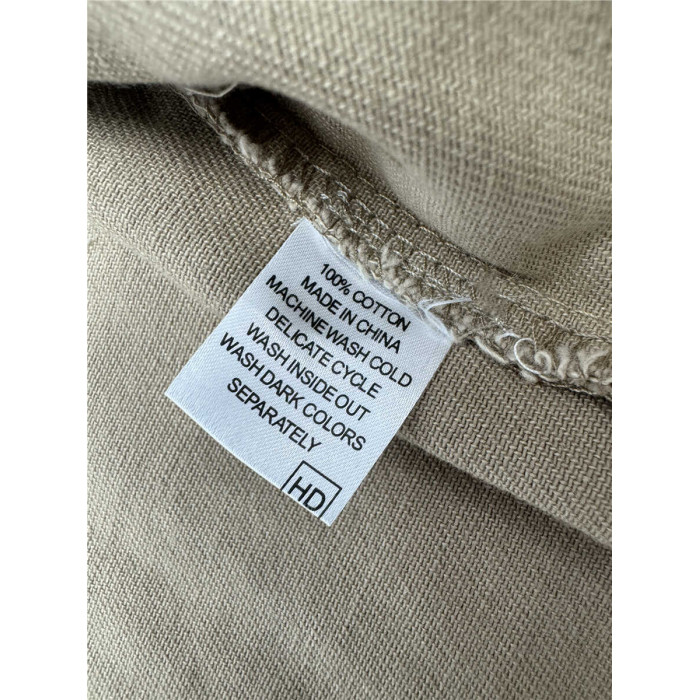 100% COTTON
MADE IN CHINA
MACHINE WASH COLD
DELICATE CYCLE
WASH INSIDE OUT
WASH DARK COLORS
SEPARATELY
HD